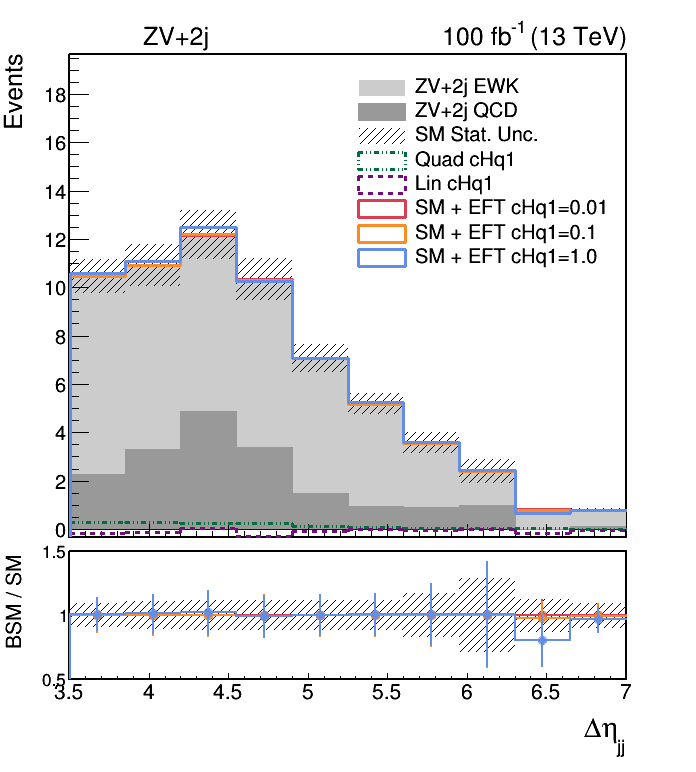 ZV+2j 100 fb-1 (13 TeV)
Events
18
16
14
12
10
8
6
4
2
0
ZV+2j EWK
ZV+2j QCD
SM Stat. Unc.
Quad cHq1
Lin cHq1
SM + EFT cHq1=0.01
SM + EFT cHq1=0.1
SM + EFT cHq1=1.0
BSM / SM
1.5
1
0.5
3.5 4 4.5 5 5.5 6 6.5 7
Δηjj